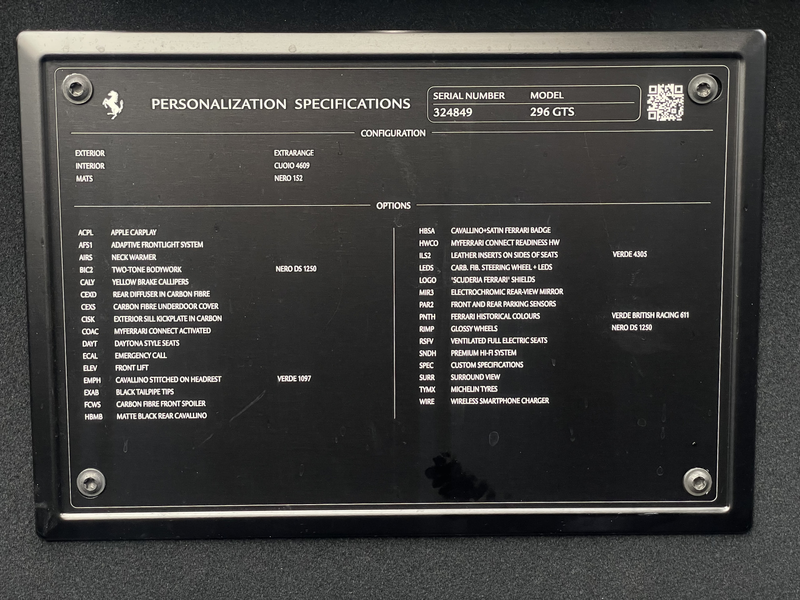 PERSONALIZATION SPECIFICATIONS
SERIAL NUMBER MODEL
324849 296 GTS
CONFIGURATION
EXTERIOR EXTRARANGE
INTERIOR CUOIO 4609
MATS NERO 152
OPTIONS
ACPL APPLE CARPLAY
AFS1 ADAPTIVE FRONTLIGHT SYSTEM
AIRS NECK WARMER
BIC2 TWO-TONE BODYWORK NERO DS 1250
CALY YELLOW BRAKE CALLIPERS
CEXD REAR DIFFUSER IN CARBON FIBRE
CEXS CARBON FIBRE UNDERDOOR COVER
CISK EXTERIOR SILL KICKPLATE IN CARBON
COAC MYFERRARI CONNECT ACTIVATED
DAYT DAYTONA STYLE SEATS
ECAL EMERGENCY CALL
ELEV FRONT LIFT
EMPH CAVALLINO STITCHED ON HEADREST VERDE 1097
EXAB BLACK TAILPIPE TIPS
FCWS CARBON FIBRE FRONT SPOILER
HBMB MATTE BLACK REAR CAVALLINO
HBSA CAVALLINO+SATIN FERRARI BADGE
HWCO MYFERRARI CONNECT READINESS HW
ILS2 LEATHER INSERTS ON SIDES OF SEATS VERDE 4305
LEDS CARB. FIB. STEERING WHEEL + LEDS
LOGO "SCUDERIA FERRARI" SHIELDS
MIR3 ELECTROCHROMIC REAR-VIEW MIRROR
PAR2 FRONT AND REAR PARKING SENSORS
PNTH FERRARI HISTORICAL COLOURS VERDE BRITISH RACING 611
RIMP GLOSSY WHEELS NERO DS 1250
RSFV VENTILATED FULL ELECTRIC SEATS
SNDH PREMIUM HI-FI SYSTEM
SPEC CUSTOM SPECIFICATIONS
SURR SURROUND VIEW
TYMX MICHELIN TYRES
WIRE WIRELESS SMARTPHONE CHARGER